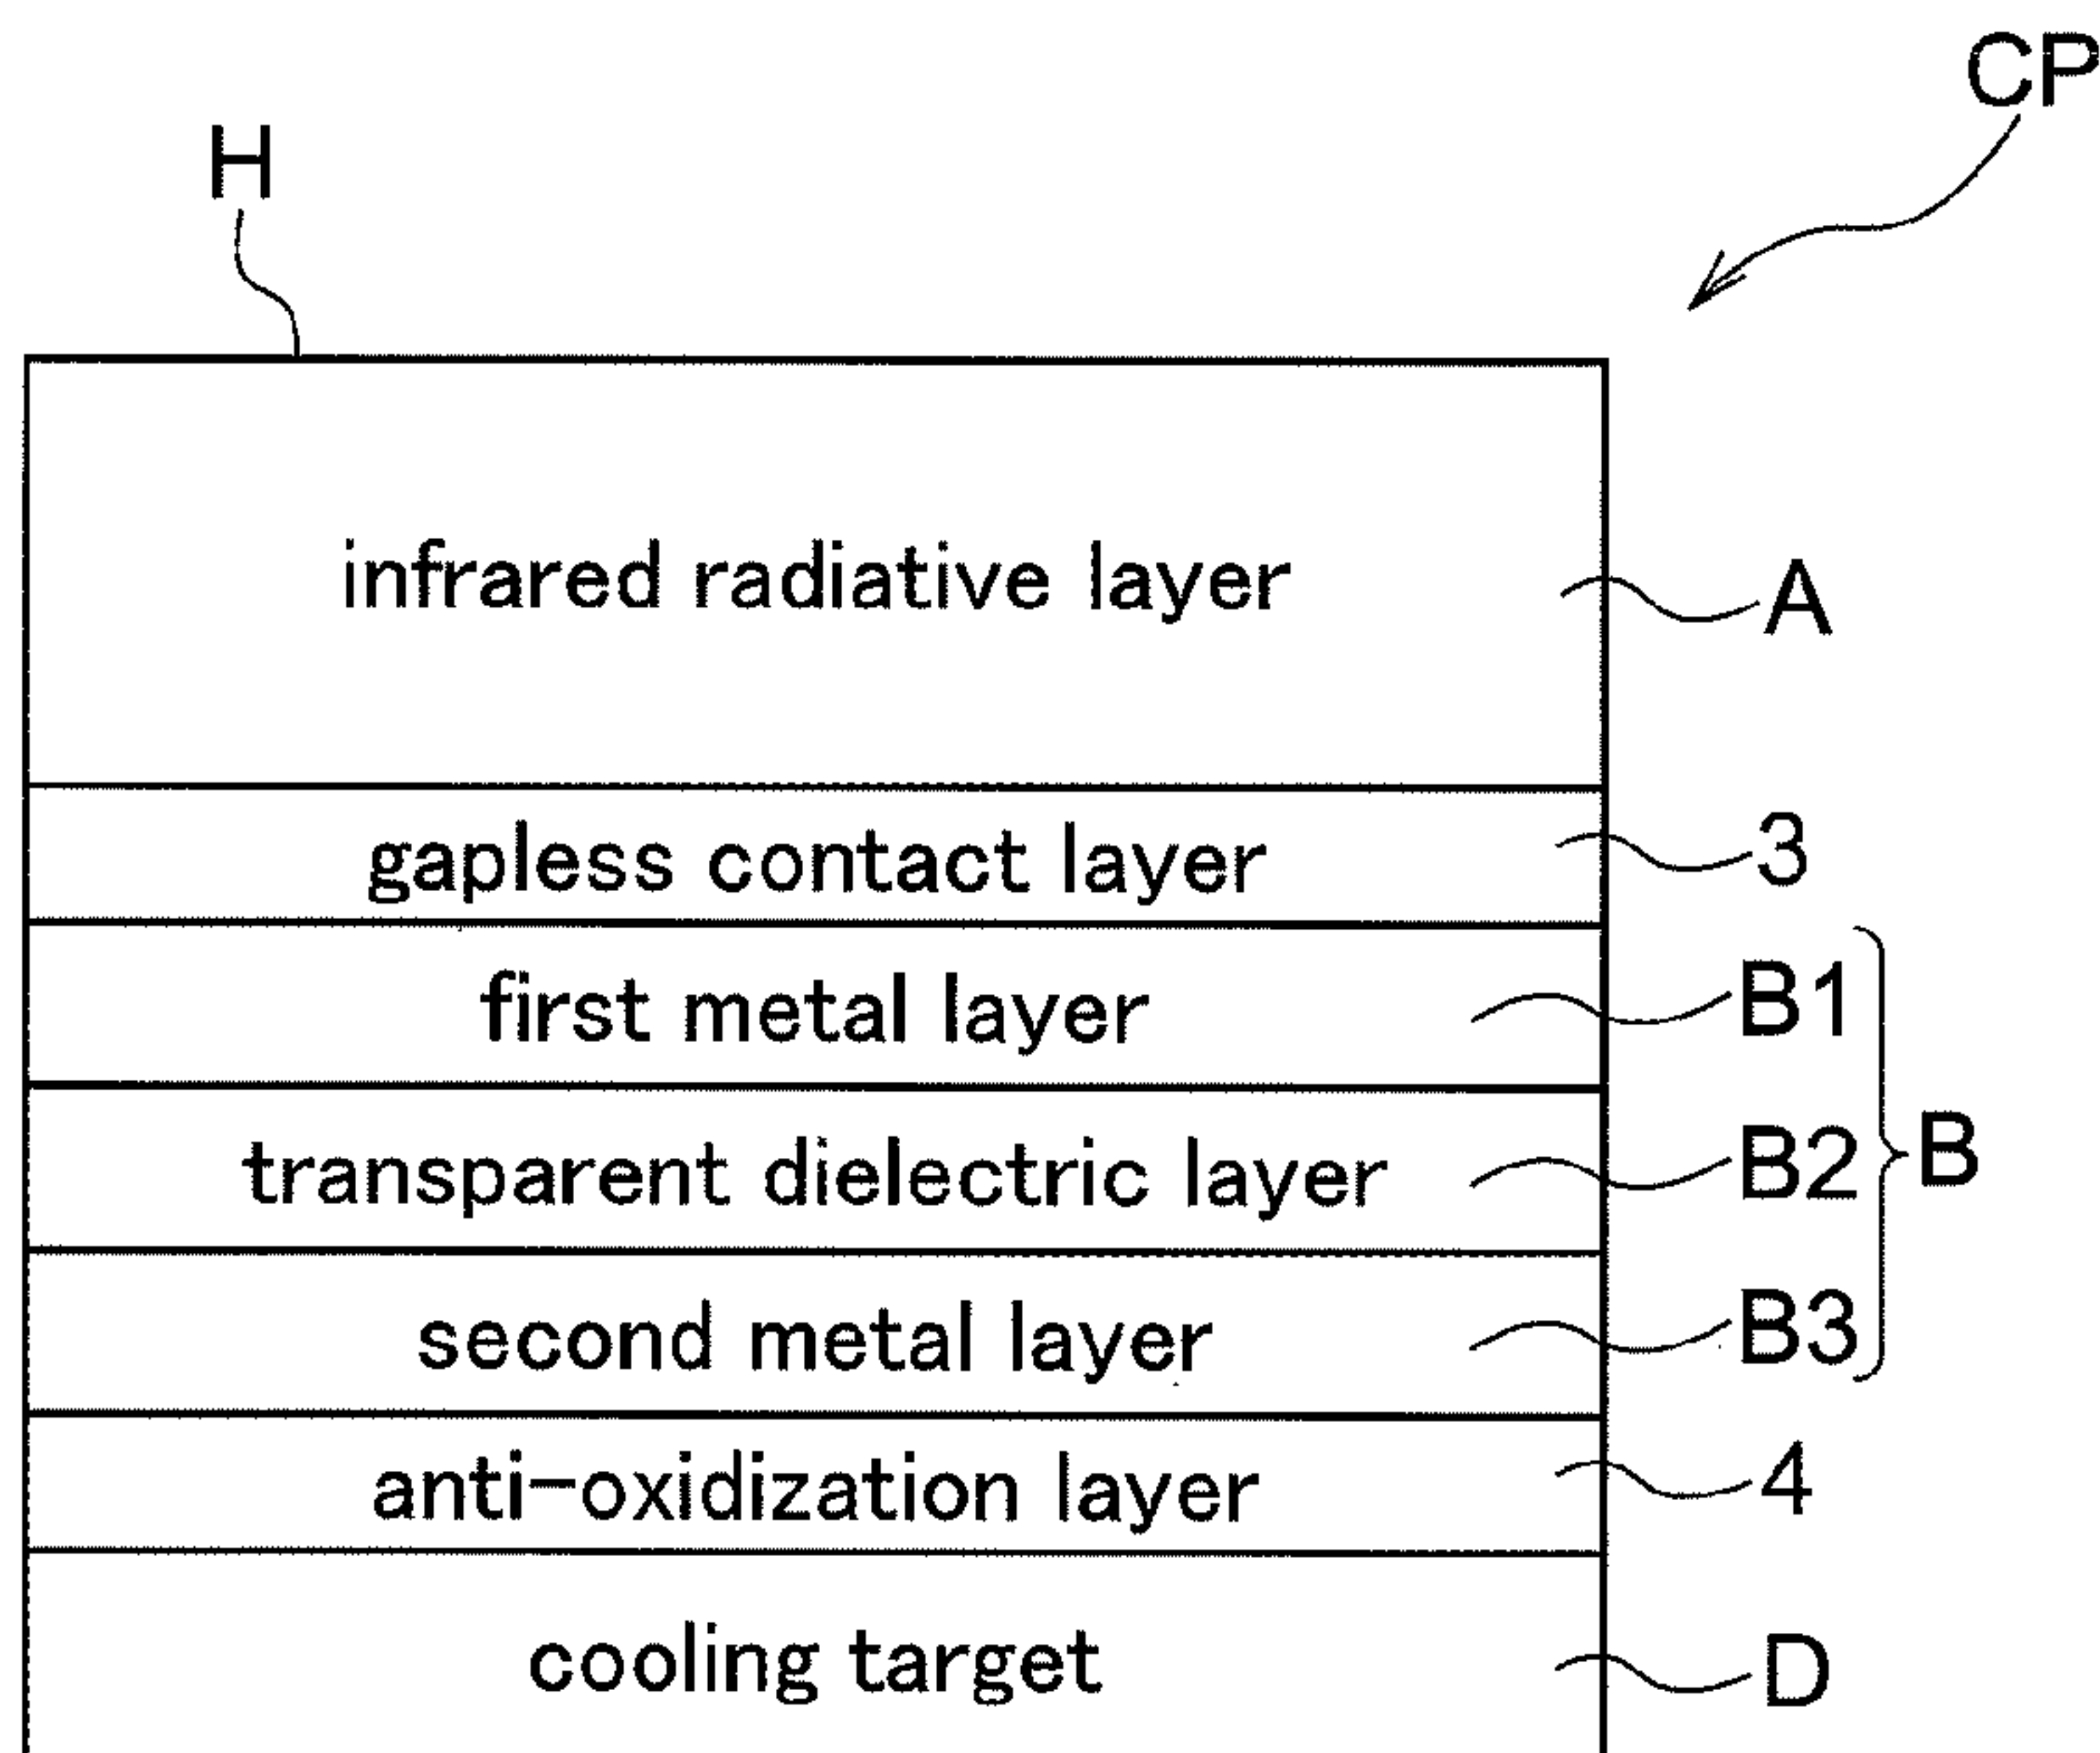 CP
H
infrared radiative layer A
gapless contact layer 3
first metal layer B1
transparent dielectric layer B2 B
second metal layer B3
anti-oxidization layer 4
cooling target D